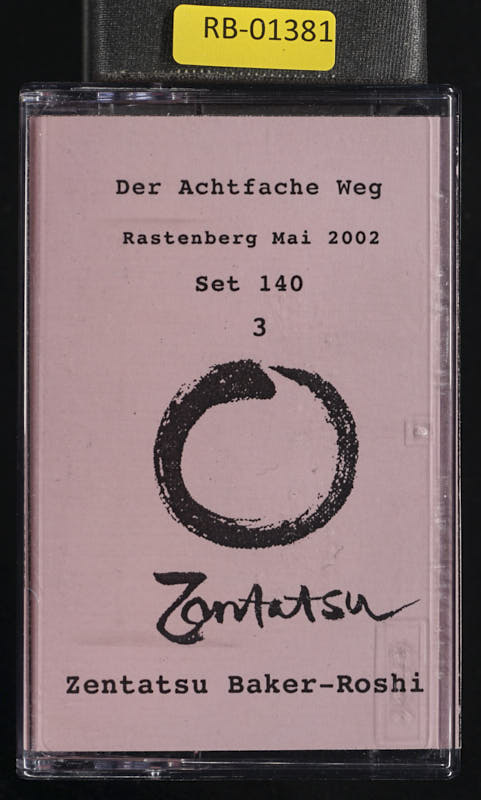 RB-01381
Der Achtfache Weg
Rastenberg Mai 2002
Set 140
3
Zentatsu
Zentatsu Baker-Roshi